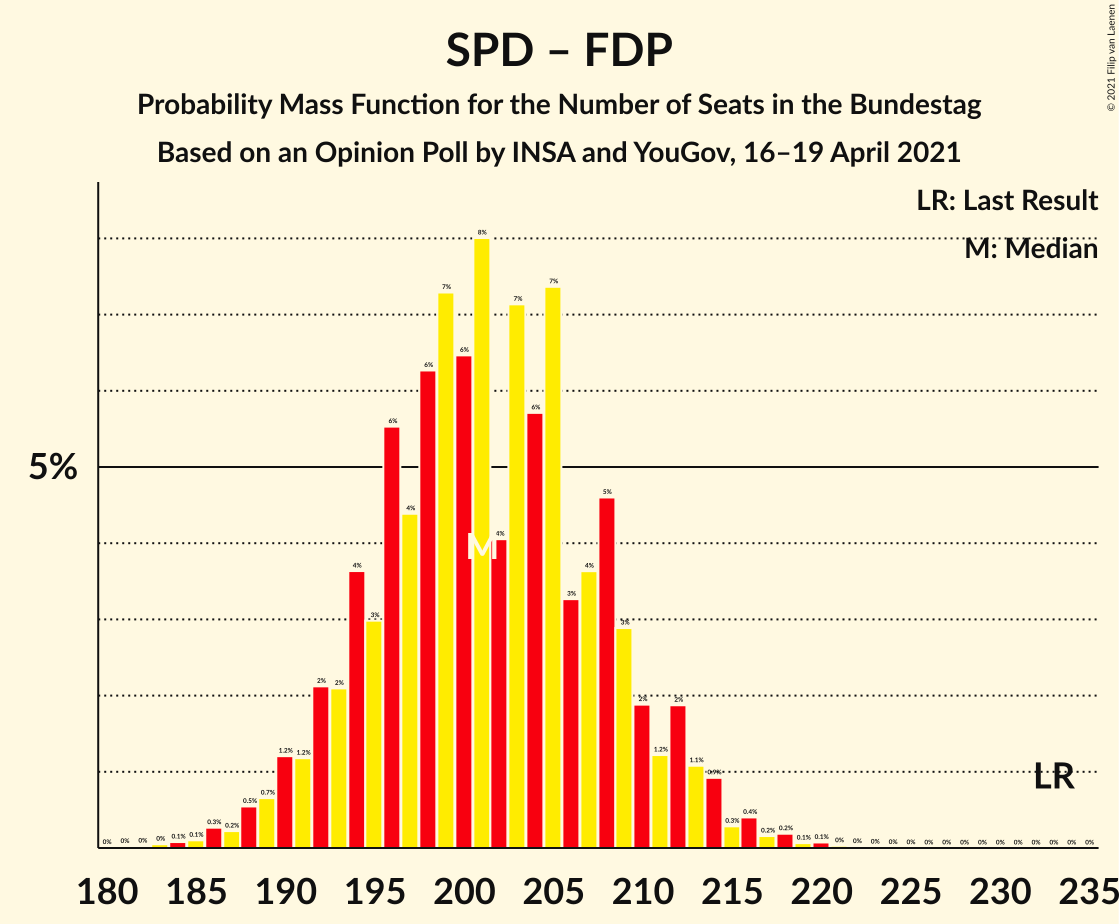 SPD – FDP
Probability Mass Function for the Number of Seats in the Bundestag
Based on an Opinion Poll by INSA and YouGov, 16–19 April 2021
© 2021 Filip van Laenen
LR: Last Result
M: Median
5%
0% 0% 0% 0% 0.1% 0.1% 0.3% 0.2% 0.5% 0.7% 1.2% 1.2% 2% 2% 4% 3% 6% 4% 6% 7% 6% 8% 4% 7% 6% 7% 3% 4% 5% 3% 2% 1.2% 2% 1.1% 0.9% 0.3% 0.4% 0.2% 0.2% 0.1% 0.1% 0% 0% 0% 0% 0% 0% 0% 0% 0% 0% 0% 0% 0% 0% 0%
M
LR
180 185 190 195 200 205 210 215 220 225 230 235